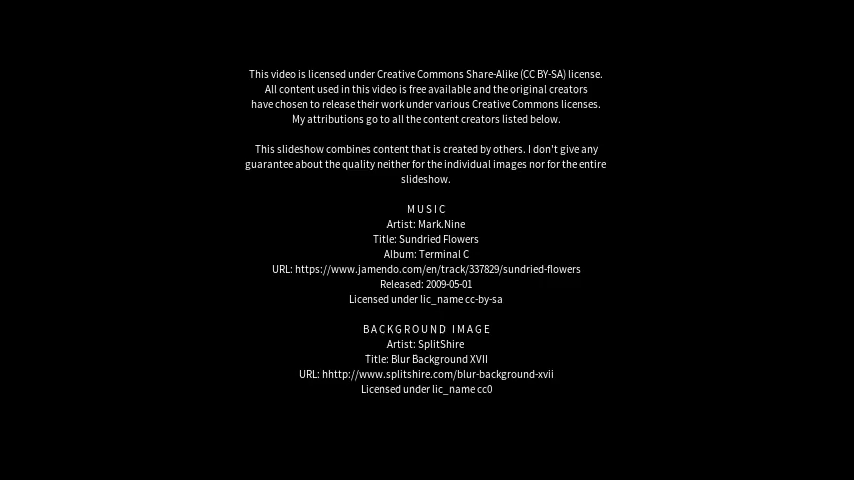 This video is licensed under Creative Commons Share-Alike (CC BY-SA) license.
All content used in this video is free available and the original creators
have chosen to release their work under various Creative Commons licenses.
My attributions go to all the content creators listed below.
This slideshow combines content that is created by others. I don't give any
guarantee about the quality neither for the individual images nor for the entire
slideshow.
MUSIC
Artist: Mark.Nine
Title: Sundried Flowers
Album: Terminal C
URL: https://www.jamendo.com/en/track/337829/sundried-flowers
Released: 2009-05-01
Licensed under lic_name cc-by-sa
BACKGROUND IMAGE
Artist: SplitShire
Title: Blur Background XVII
URL: hhttp://www.splitshire.com/blur-background-xvii
Licensed under lic_name cc0